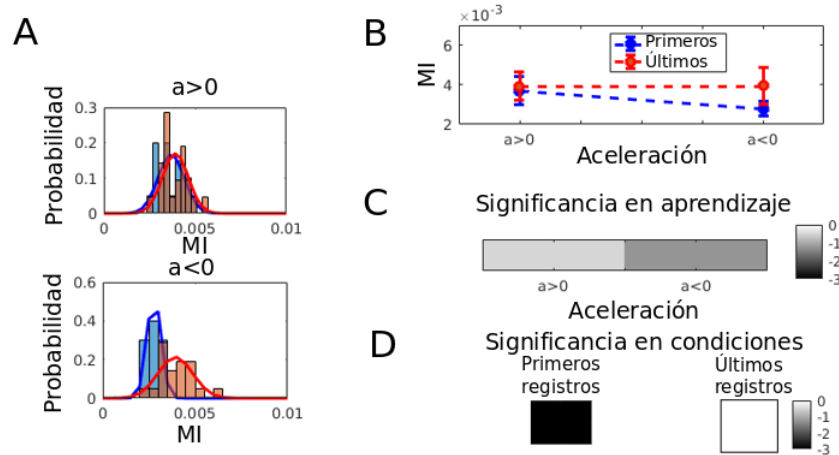 A
a>0
Probabilidad
0.3
0.2
0.1
0
0
0.005
0.01
MI
a<0
Probabilidad
0.6
0.4
0.2
0
0
0.005
0.01
MI
B
×10⁻³
MI
6
4
2
Primeros
Últimos
a>0
a<0
Aceleración
C
Significancia en aprendizaje
0
-1
-2
-3
a>0
a<0
Aceleración
D
Significancia en condiciones
Primeros
registros
Últimos
registros
0
-1
-2
-3